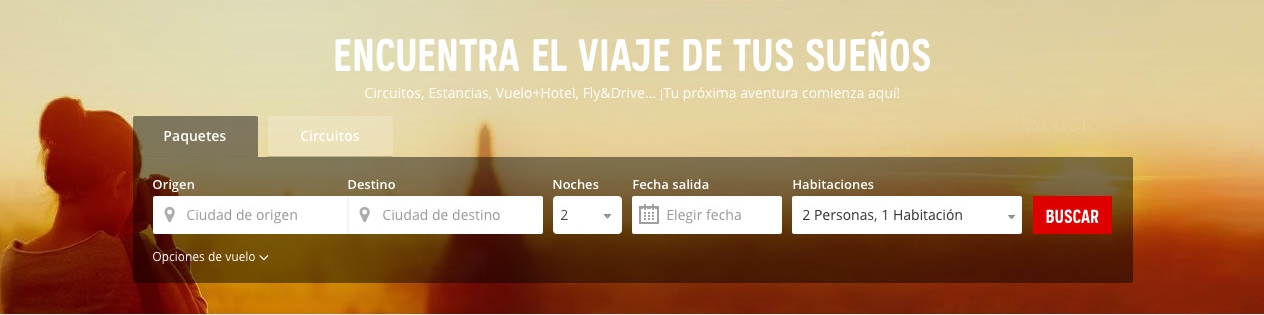 ENCUENTRA EL VIAJE DE TUS SUEÑOS
Circuitos, Estancias, Vuelo+Hotel, Fly&Drive... ¡Tu próxima aventura comienza aquí!
Paquetes Circuitos
Origen Destino Noches Fecha salida Habitaciones
Ciudad de origen Ciudad de destino 2 Elegir fecha 2 Personas, 1 Habitación BUSCAR
Opciones de vuelo